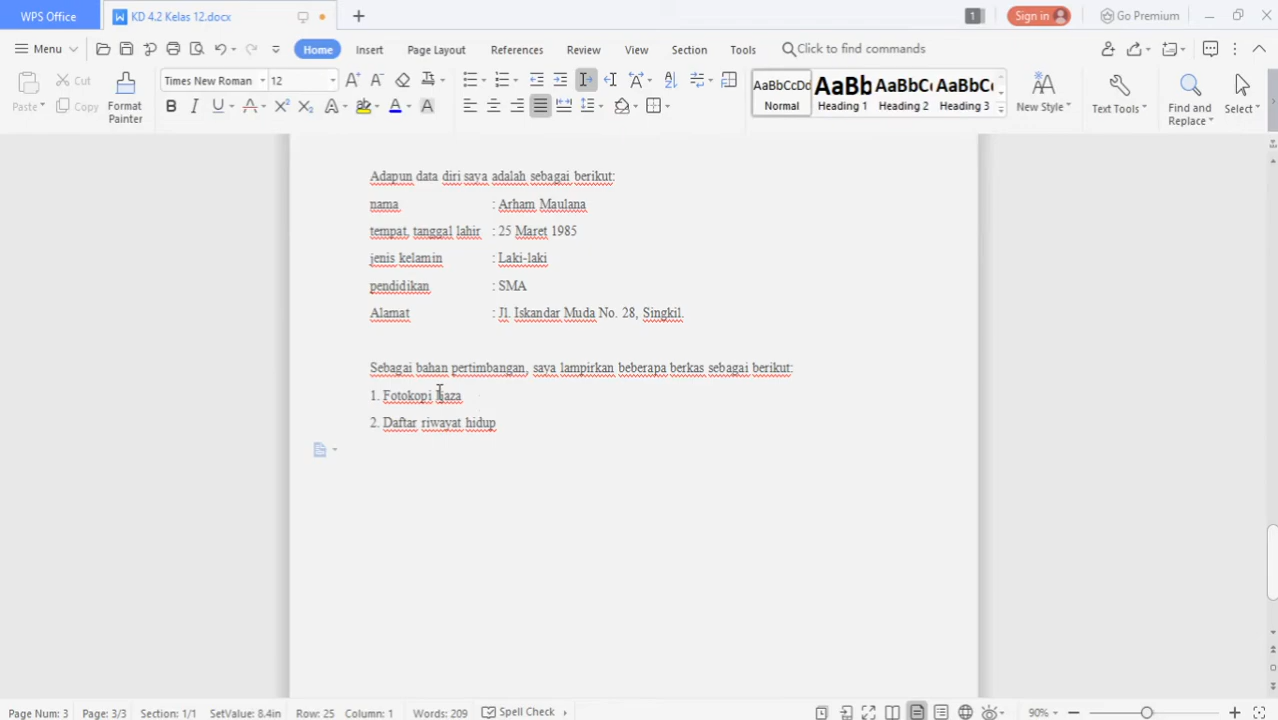 WPS Office KD 4.2 Kelas 12.docx 1 Sign in Go Premium
Menu Home Insert Page Layout References Review View Section Tools Click to find commands
Paste Cut Copy Format Painter Times New Roman 12 AaBbCcDd AaBb AaBbC AaBbC New Style Text Tools Find and Replace Select
Normal Heading 1 Heading 2 Heading 3
Adapun data diri saya adalah sebagai berikut:
nama : Arham Maulana
tempat, tanggal lahir : 25 Maret 1985
jenis kelamin : Laki-laki
pendidikan : SMA
Alamat : Jl. Iskandar Muda No. 28, Singkil.
Sebagai bahan pertimbangan, saya lampirkan beberapa berkas sebagai berikut:
1. Fotokopi
2. Daftar riwayat hidup
Page Num: 3 Page: 3/3 Section: 1/1 SetValue: 8.4in Row: 25 Column: 1 Words: 209 Spell Check 90%